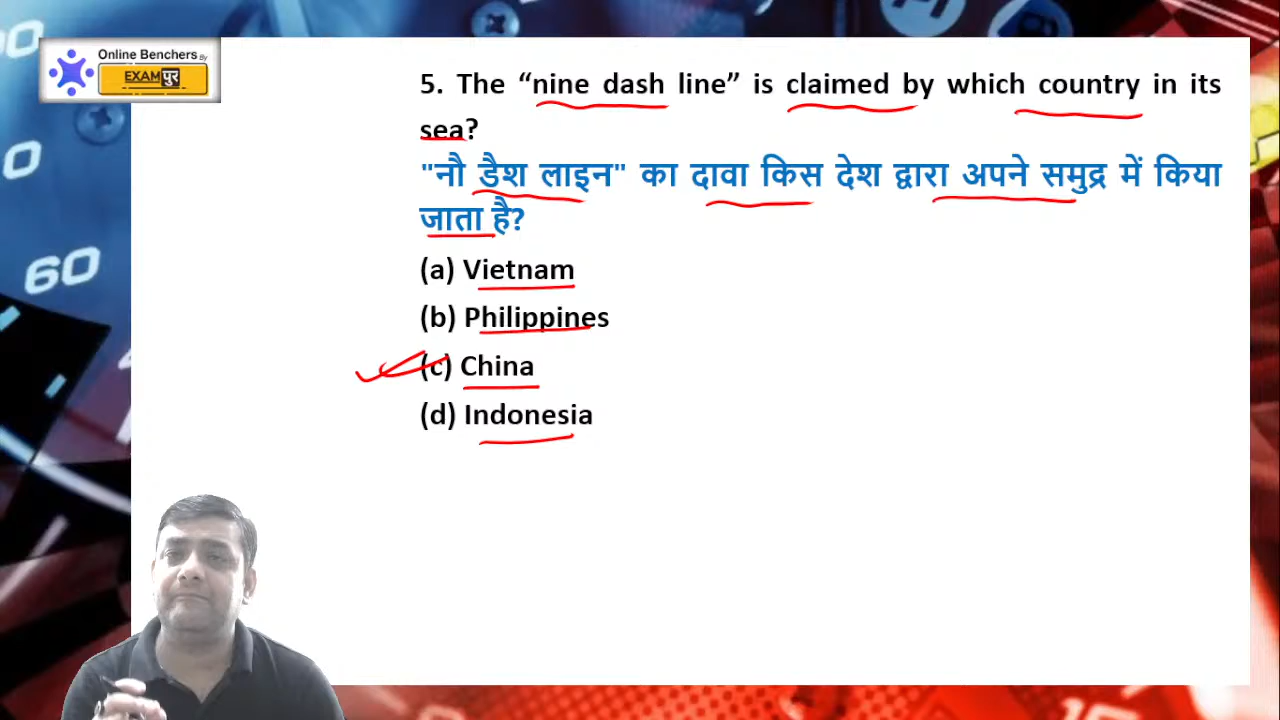 Online Benchers By
EXAMपुर
5. The “nine dash line” is claimed by which country in its
sea?
"नौ डैश लाइन" का दावा किस देश द्वारा अपने समुद्र में किया
जाता है?
(a) Vietnam
(b) Philippines
(c) China
(d) Indonesia
60